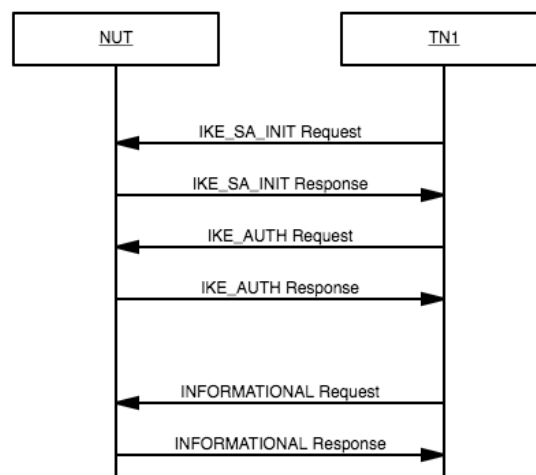 NUT
TN1
IKE_SA_INIT Request
IKE_SA_INIT Response
IKE_AUTH Request
IKE_AUTH Response
INFORMATIONAL Request
INFORMATIONAL Response